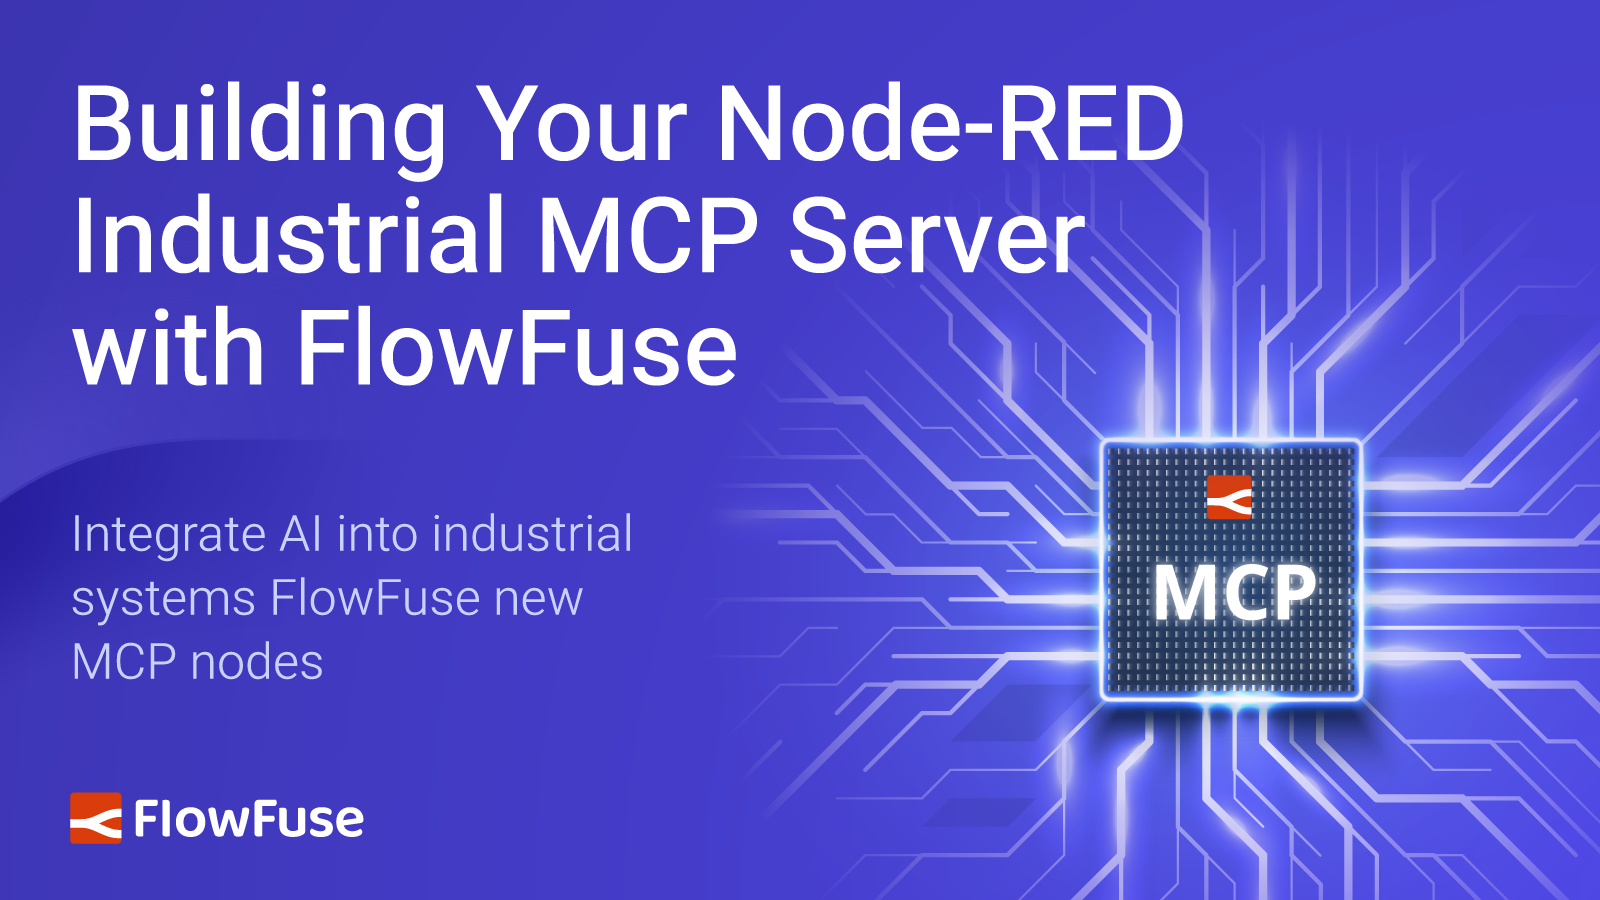 Building Your Node-RED
Industrial MCP Server
with FlowFuse
Integrate AI into industrial
systems FlowFuse new
MCP nodes
MCP
FlowFuse